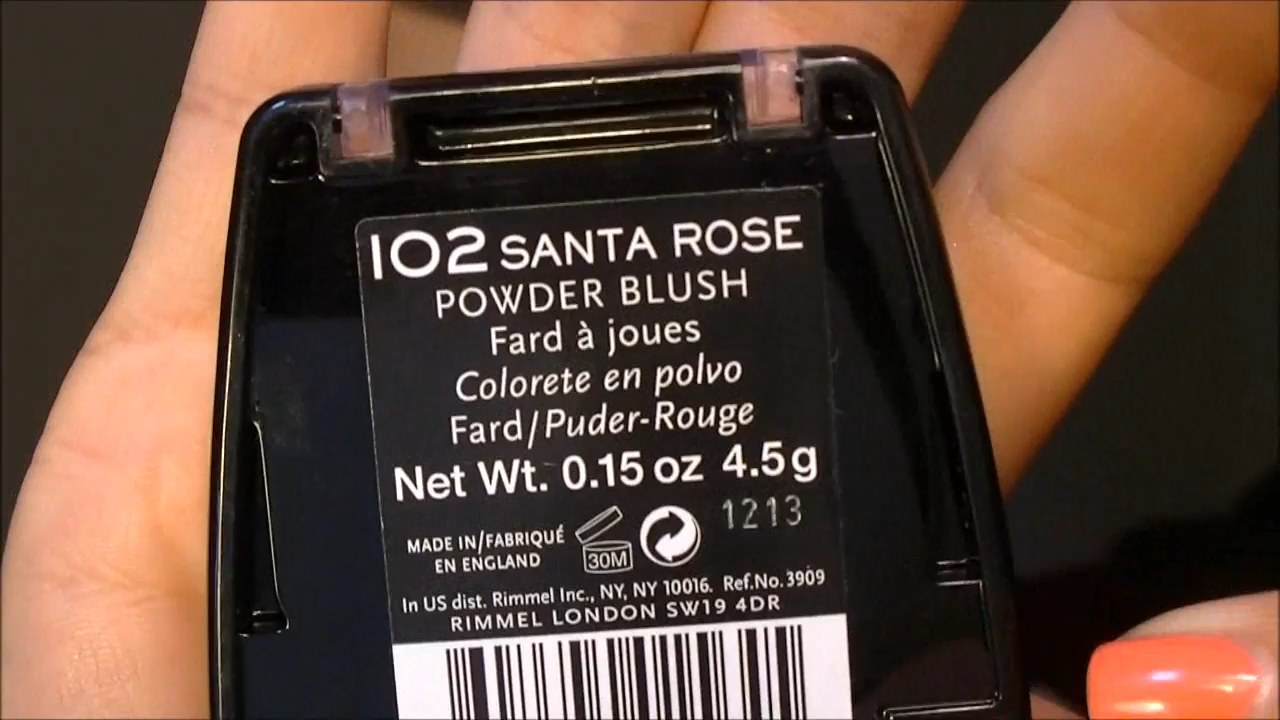 102 SANTA ROSE
POWDER BLUSH
Fard à joues
Colorete en polvo
Fard/Puder-Rouge
Net Wt. 0.15 oz 4.5g
MADE IN/FABRIQUÉ
EN ENGLAND
30M
1213
In US dist. Rimmel Inc., NY, NY 10016. Ref.No. 3909
RIMMEL LONDON SW19 4DR